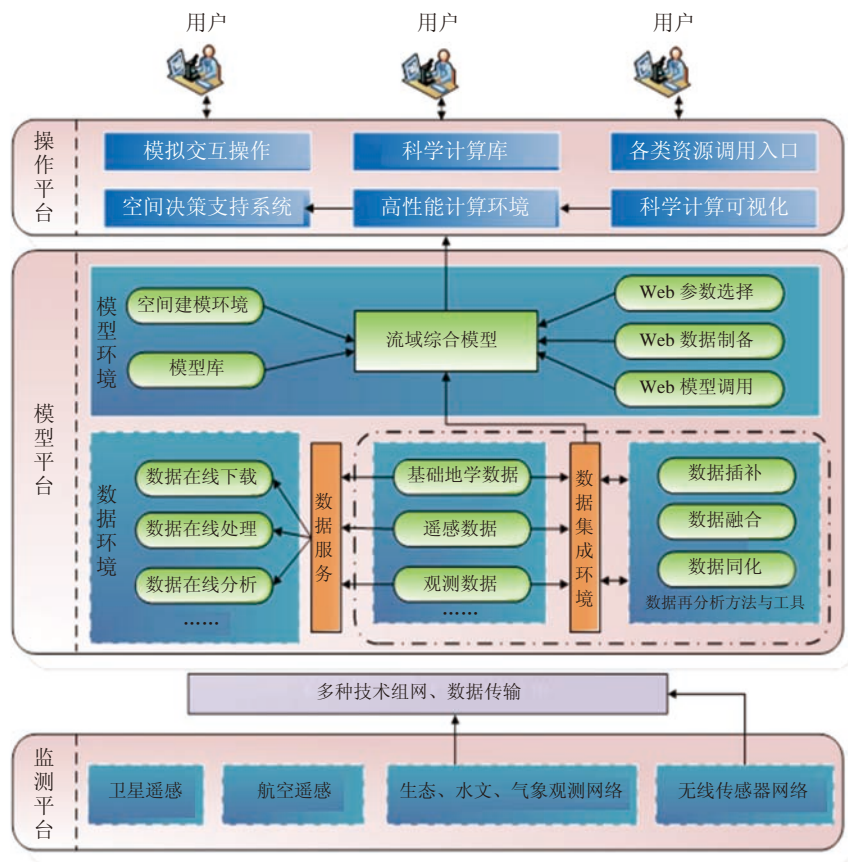 用户
用户
用户
操作平台
模拟交互操作
科学计算库
各类资源调用入口
空间决策支持系统
高性能计算环境
科学计算可视化
模型平台
模型环境
空间建模环境
模型库
流域综合模型
Web 参数选择
Web 数据制备
Web 模型调用
数据环境
数据在线下载
数据在线处理
数据在线分析
……
数据服务
基础地学数据
遥感数据
观测数据
……
数据集成环境
数据插补
数据融合
数据同化
数据再分析方法与工具
多种技术组网、数据传输
监测平台
卫星遥感
航空遥感
生态、水文、气象观测网络
无线传感器网络